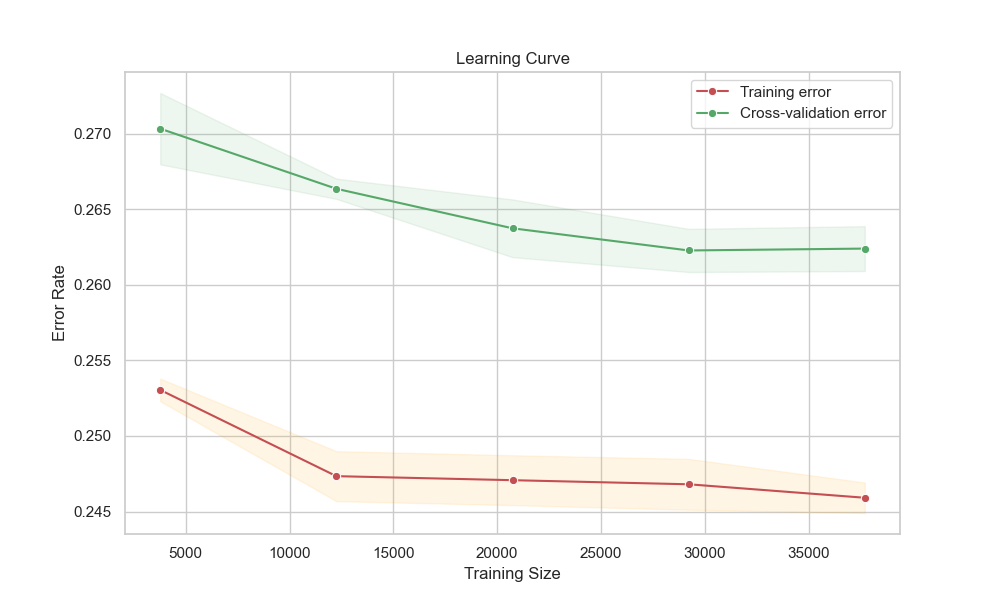 Learning Curve
Training error
Cross-validation error
0.270
0.265
0.260
0.255
0.250
0.245
Error Rate
5000 10000 15000 20000 25000 30000 35000
Training Size